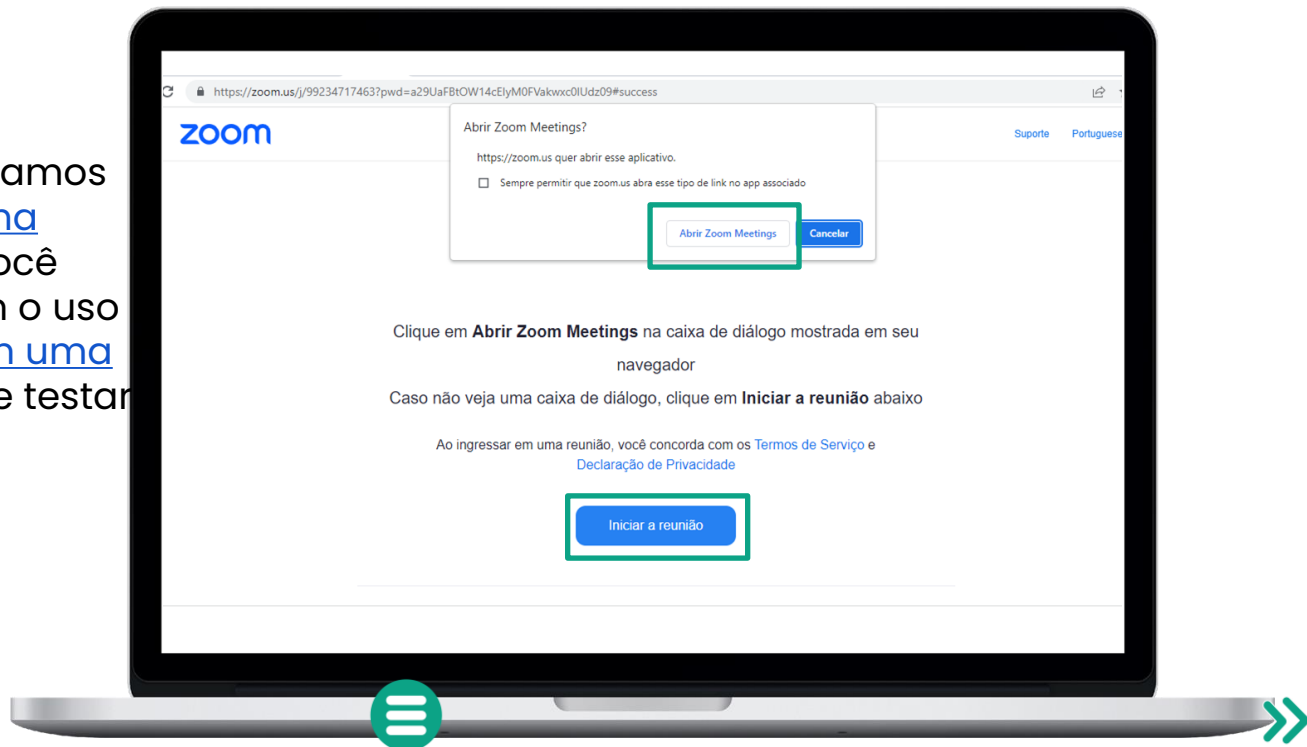 amos
na
ocê
n o uso
n uma
e testar
https://zoom.us/j/99234717463?pwd=a29UaFBtOW14cElyM0FVakwxc0lUdz09#success
zoom
Suporte
Portuguese
Abrir Zoom Meetings?
https://zoom.us quer abrir esse aplicativo.
Sempre permitir que zoom.us abra esse tipo de link no app associado
Abrir Zoom Meetings
Cancelar
Clique em Abrir Zoom Meetings na caixa de diálogo mostrada em seu
navegador
Caso não veja uma caixa de diálogo, clique em Iniciar a reunião abaixo
Ao ingressar em uma reunião, você concorda com os Termos de Serviço e
Declaração de Privacidade
Iniciar a reunião